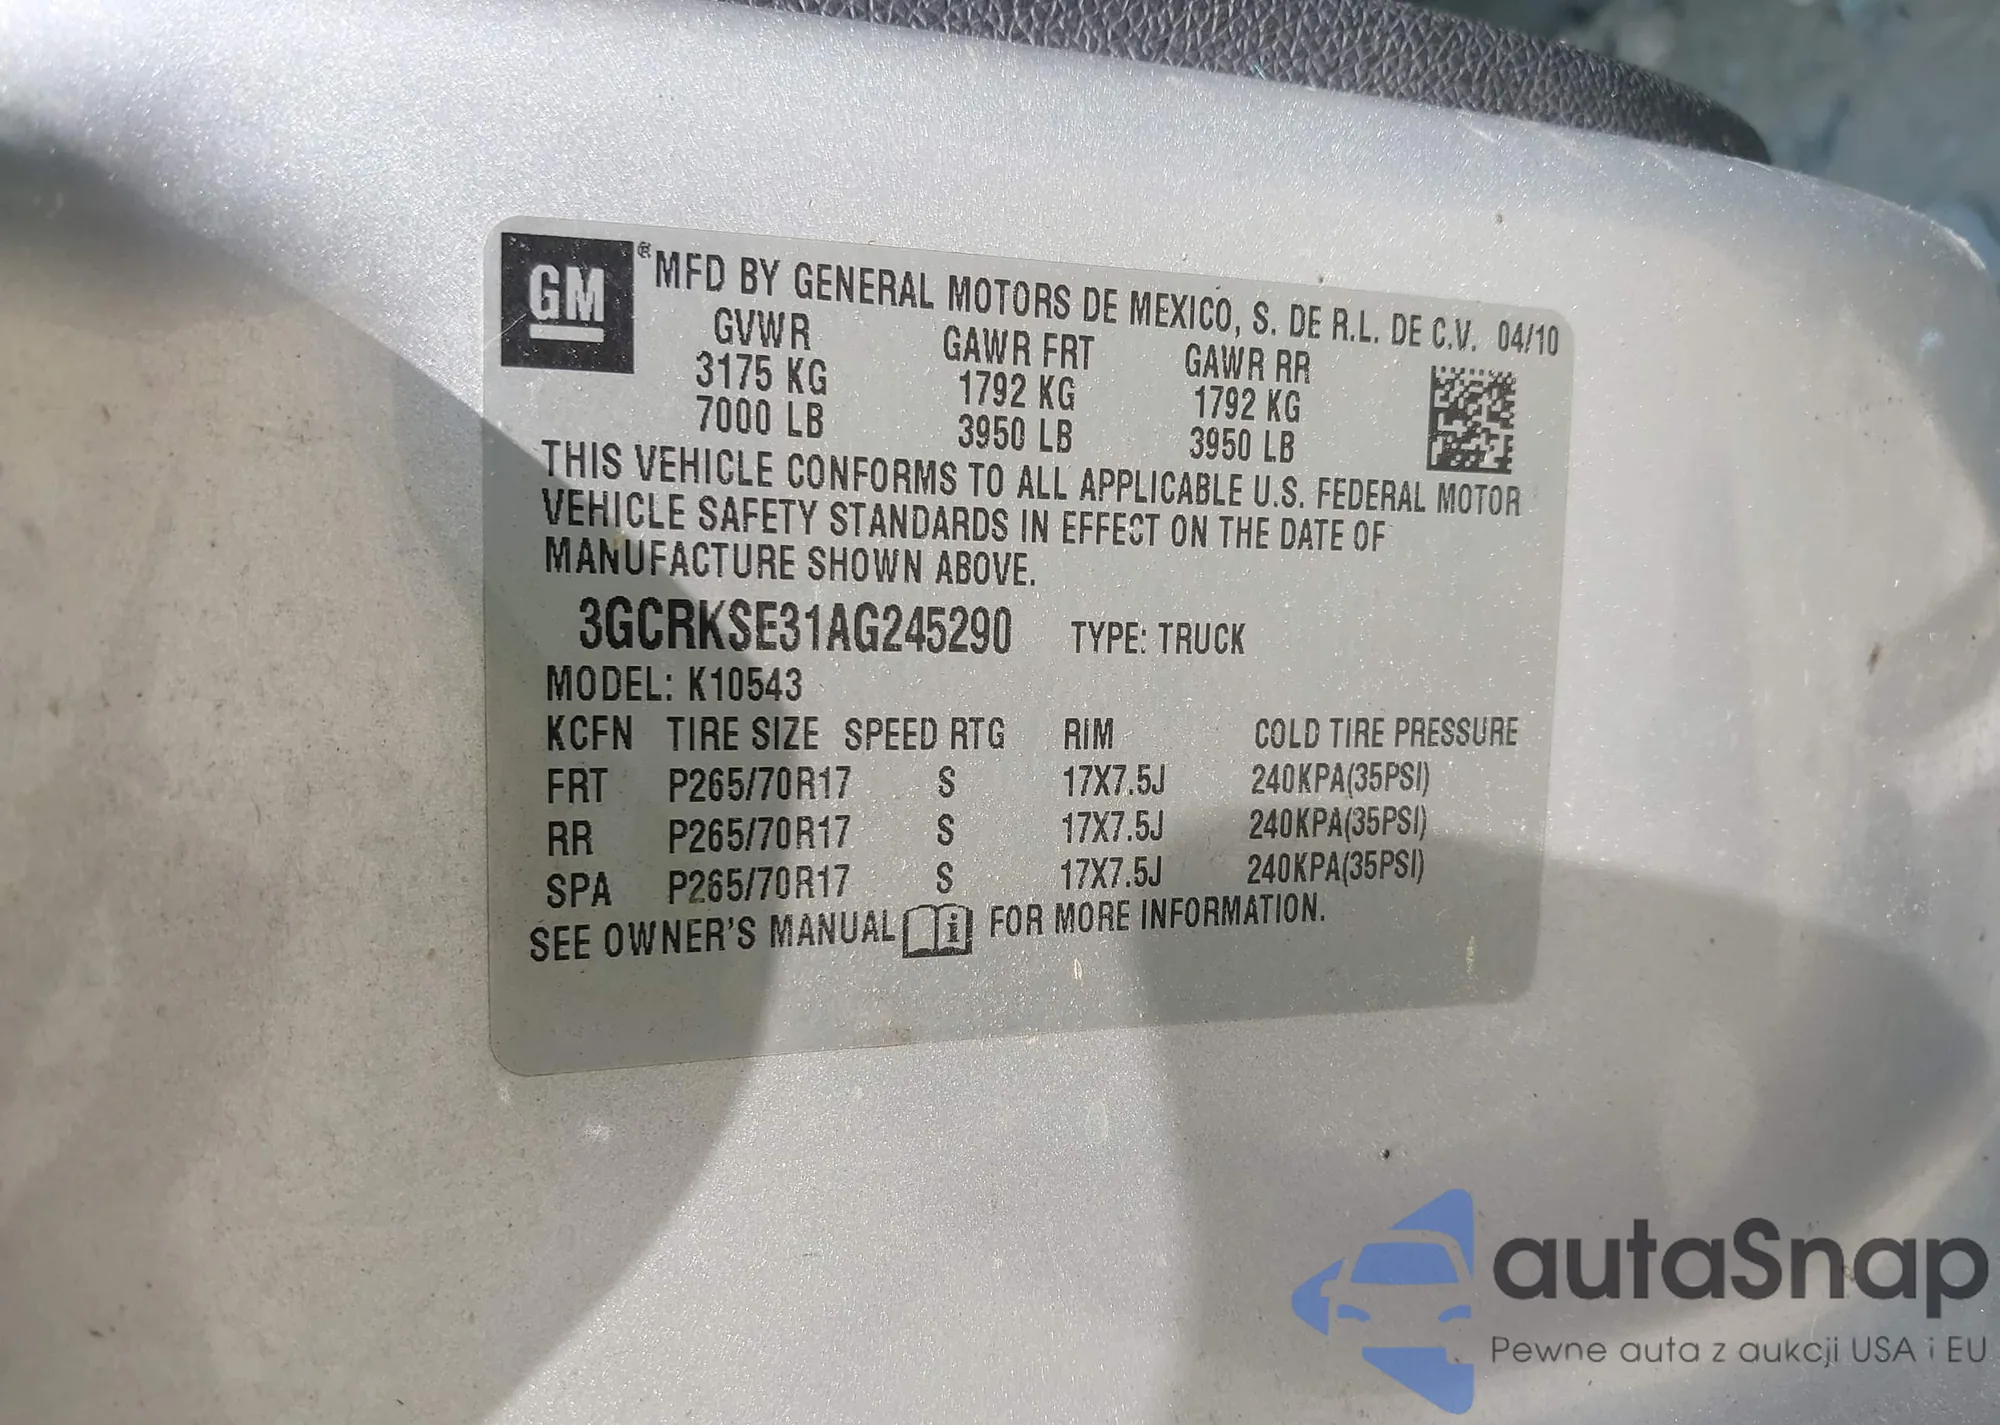 GM ® MFD BY GENERAL MOTORS DE MEXICO, S. DE R.L. DE C.V. 04/10
GVWR GAWR FRT GAWR RR
3175 KG 1792 KG 1792 KG
7000 LB 3950 LB 3950 LB
THIS VEHICLE CONFORMS TO ALL APPLICABLE U.S. FEDERAL MOTOR
VEHICLE SAFETY STANDARDS IN EFFECT ON THE DATE OF
MANUFACTURE SHOWN ABOVE.
3GCRKSE31AG245290 TYPE: TRUCK
MODEL: K10543
KCFN TIRE SIZE SPEED RTG RIM COLD TIRE PRESSURE
FRT P265/70R17 S 17X7.5J 240KPA(35PSI)
RR P265/70R17 S 17X7.5J 240KPA(35PSI)
SPA P265/70R17 S 17X7.5J 240KPA(35PSI)
SEE OWNER'S MANUAL i FOR MORE INFORMATION.
autaSnap
Pewne auta z aukcji USA i EU